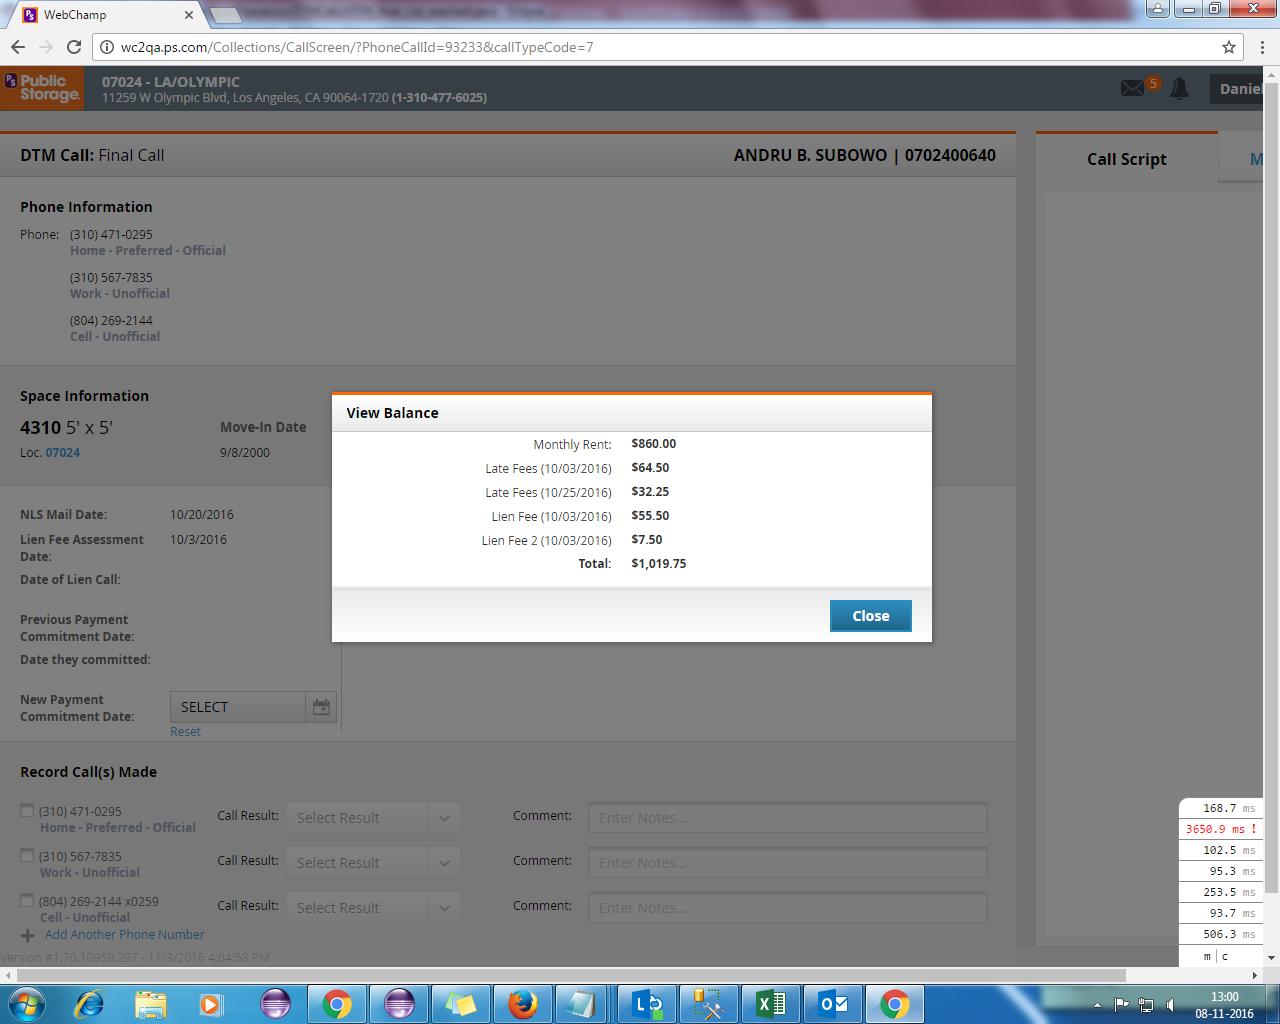 WebChamp
wc2qa.ps.com/Collections/CallScreen/?PhoneCallId=93233&callTypeCode=7
PS Public Storage.
07024 - LA/OLYMPIC
11259 W Olympic Blvd, Los Angeles, CA 90064-1720 (1-310-477-6025)
5
Daniel
DTM Call: Final Call
ANDRU B. SUBOWO | 0702400640
Call Script
M
Phone Information
Phone: (310) 471-0295
Home - Preferred - Official
(310) 567-7835
Work - Unofficial
(804) 269-2144
Cell - Unofficial
Space Information
4310 5' x 5'
Move-In Date
Loc. 07024
9/8/2000
View Balance
Monthly Rent: $860.00
Late Fees (10/03/2016) $64.50
Late Fees (10/25/2016) $32.25
Lien Fee (10/03/2016) $55.50
Lien Fee 2 (10/03/2016) $7.50
Total: $1,019.75
Close
NLS Mail Date: 10/20/2016
Lien Fee Assessment Date: 10/3/2016
Date of Lien Call:
Previous Payment
Commitment Date:
Date they committed:
New Payment
Commitment Date:
SELECT
Reset
Record Call(s) Made
(310) 471-0295
Home - Preferred - Official
Call Result: Select Result Comment: Enter Notes...
(310) 567-7835
Work - Unofficial
Call Result: Select Result Comment: Enter Notes...
(804) 269-2144 x0259
Cell - Unofficial
Call Result: Select Result Comment: Enter Notes...
Add Another Phone Number
Version #1.70.10959.207 - 11/3/2016 4:04:58 PM
168.7 ms
3650.9 ms !
102.5 ms
95.3 ms
253.5 ms
93.7 ms
506.3 ms
m | c
13:00
08-11-2016